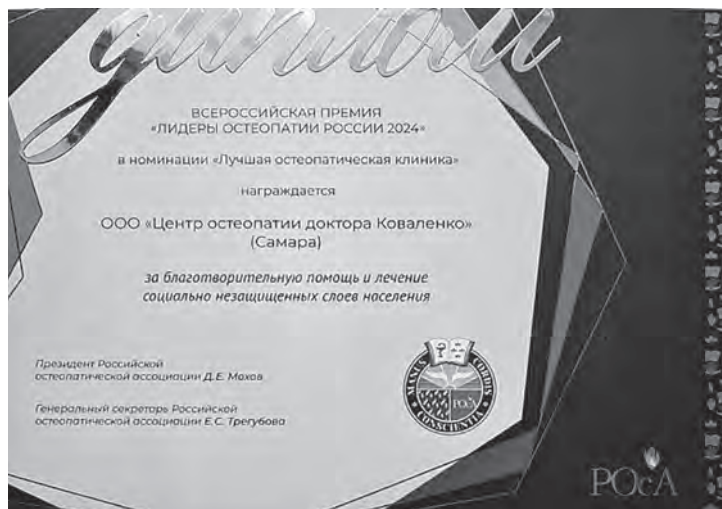 диплом
ВСЕРОССИЙСКАЯ ПРЕМИЯ
«ЛИДЕРЫ ОСТЕОПАТИИ РОССИИ 2024»
в номинации «Лучшая остеопатическая клиника»
награждается
ООО «Центр остеопатии доктора Коваленко»
(Самара)
за благотворительную помощь и лечение
социально незащищенных слоев населения
Президент Российской
остеопатической ассоциации Д.Е. Мохов
Генеральный секретарь Российской
остеопатической ассоциации Е.С. Трегубова
MANUS CORDIS
CONSCIENTIA
РОсА
РОсА